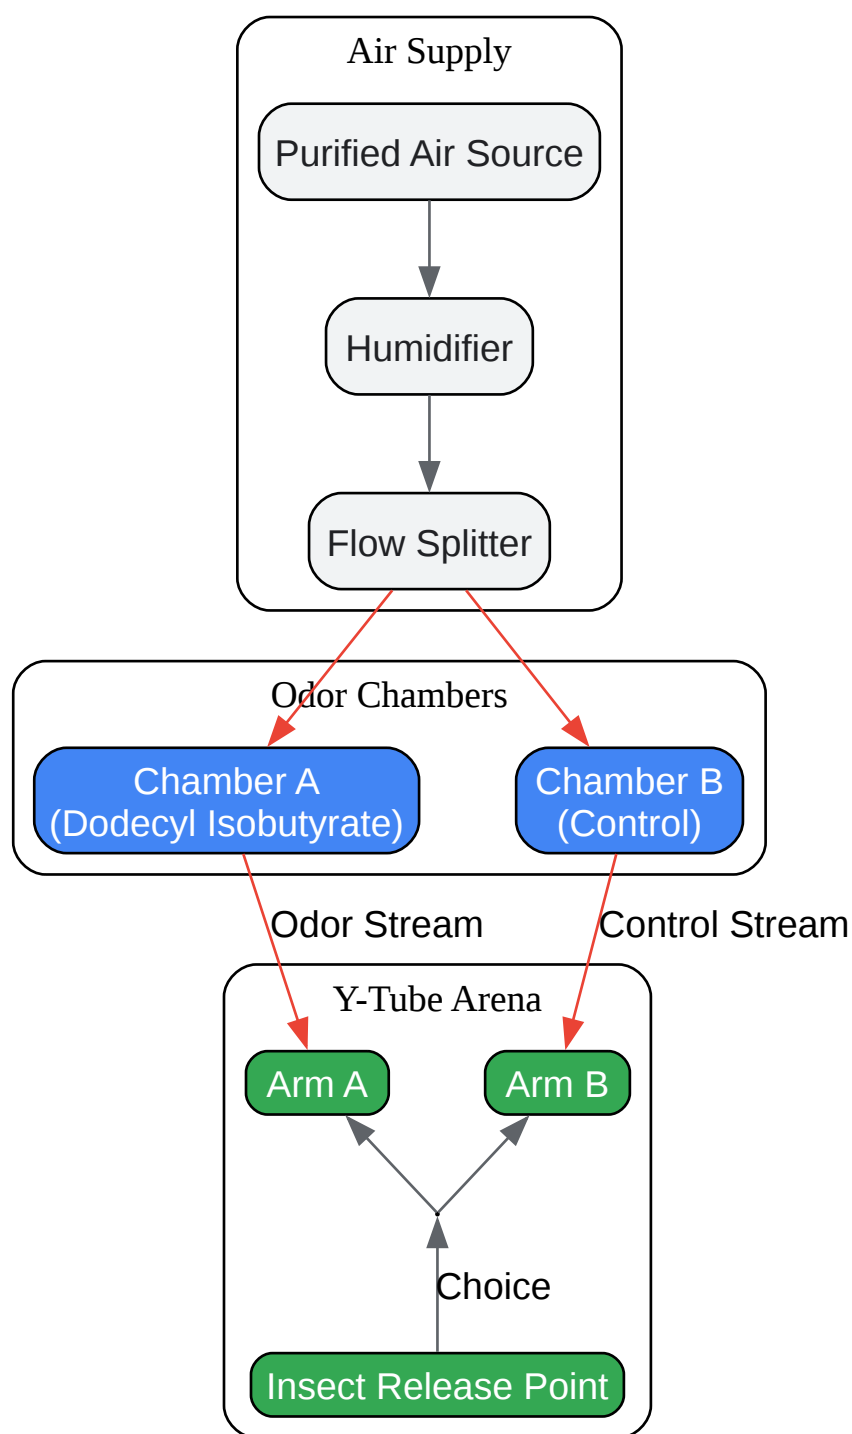 Air Supply
Purified Air Source
Humidifier
Flow Splitter
Odor Chambers
Chamber A
(Dodecyl Isobutyrate)
Chamber B
(Control)
Odor Stream
Control Stream
Y-Tube Arena
Arm A
Arm B
Choice
Insect Release Point